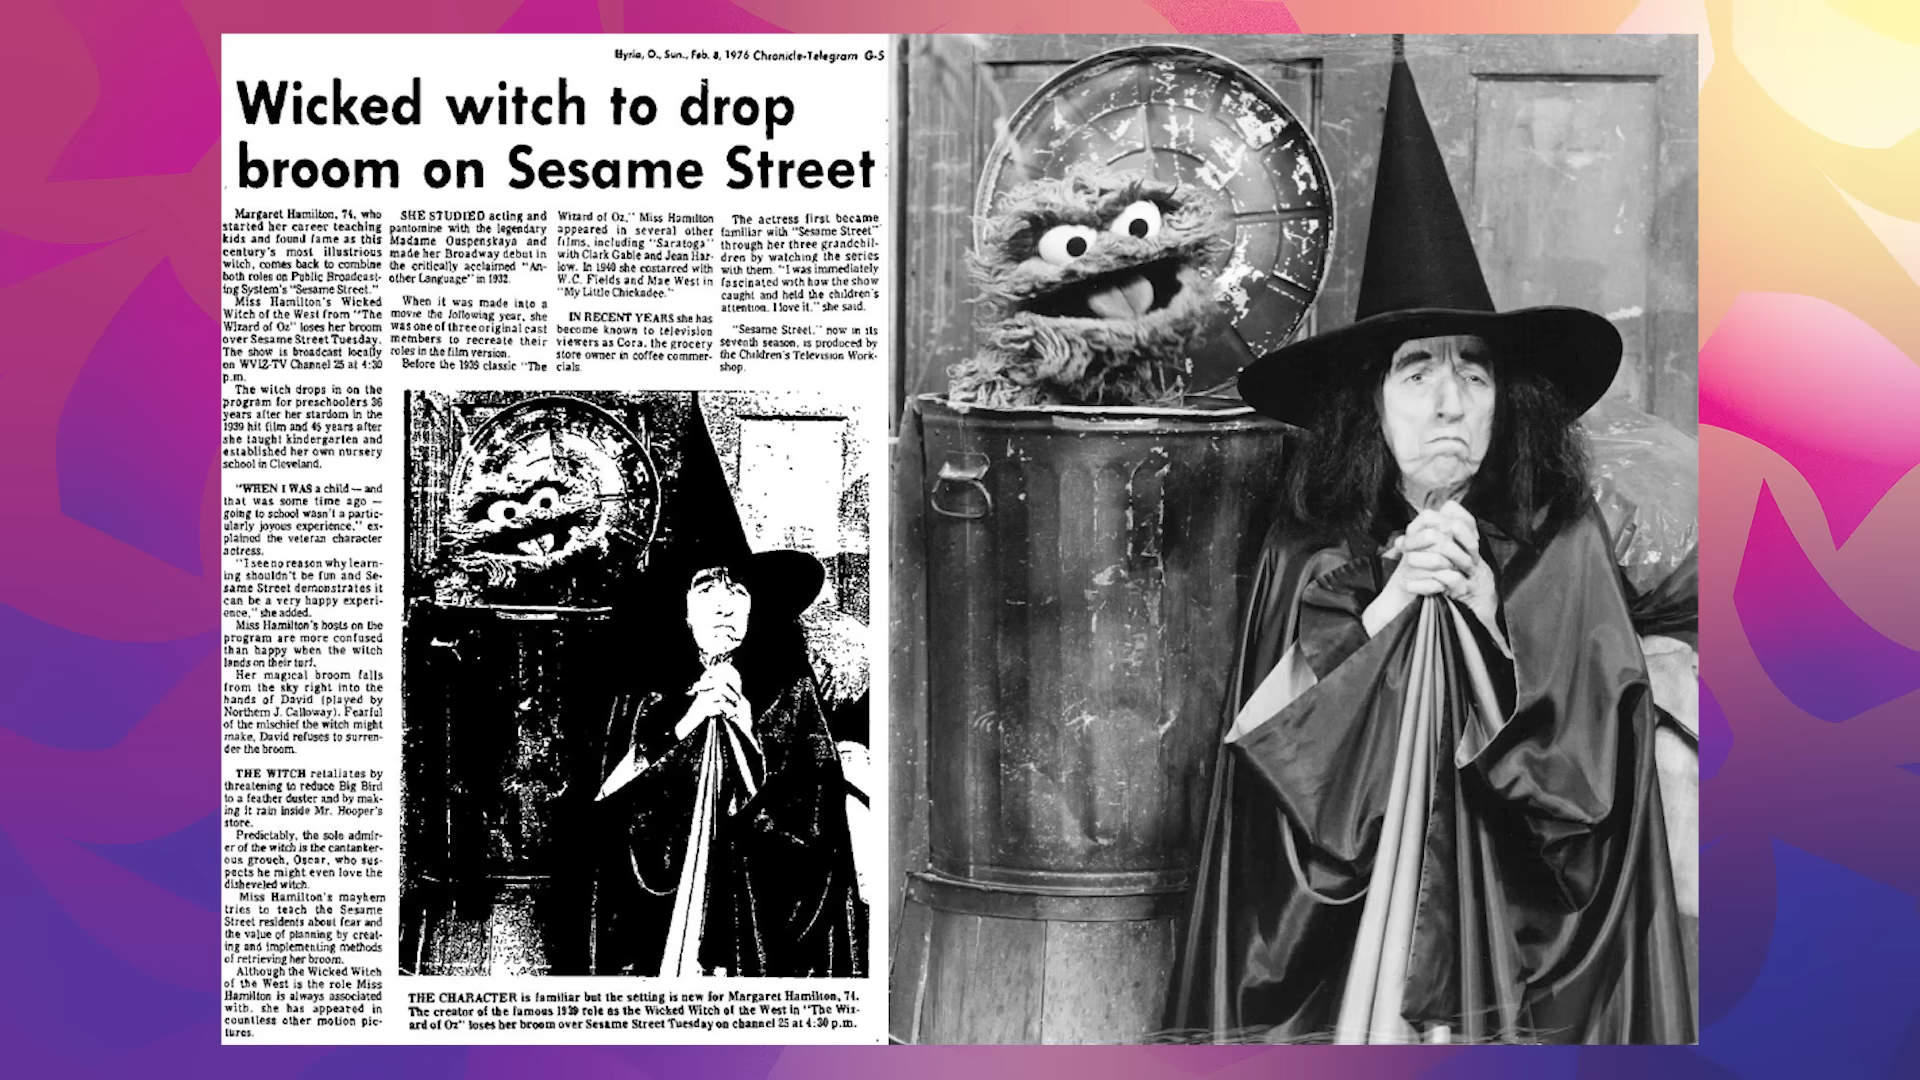 Elyria, O., Sun., Feb. 8, 1976 Chronicle-Telegram G-5
Wicked witch to drop
broom on Sesame Street
Margaret Hamilton, 74, who
started her career teaching
kids and found fame as this
century's most illustrious
witch, comes back to combine
both roles on Public Broadcast-
ing System's "Sesame Street."
Miss Hamilton's Wicked
Witch of the West from "The
Wizard of Oz" loses her broom
over Sesame Street Tuesday.
The show is broadcast locally
on WVIZ-TV Channel 25 at 4:30
p.m.
The witch drops in on the
program for preschoolers 36
years after her stardom in the
1939 hit film and 45 years after
she taught kindergarten and
established her own nursery
school in Cleveland.
"WHEN I WAS a child — and
that was some time ago —
going to school wasn't a partic-
ularly joyous experience," ex-
plained the veteran character
actress.
"I see no reason why learn-
ing shouldn't be fun and Se-
same Street demonstrates it
can be a very happy experi-
ence," she added.
Miss Hamilton's hosts on the
program are more confused
than happy when the witch
lands on their turf.
Her magical broom falls
from the sky right into the
hands of David (played by
Northern J. Calloway). Fearful
of the mischief the witch might
make, David refuses to surren-
der the broom.
THE WITCH retaliates by
threatening to reduce Big Bird
to a feather duster and by mak-
ing it rain inside Mr. Hooper's
store.
Predictably, the sole admir-
er of the witch is the cantanker-
ous grouch, Oscar, who sus-
pects he might even love the
disheveled witch.
Miss Hamilton's mayhem
tries to teach the Sesame
Street residents about fear and
the value of planning by creat-
ing and implementing methods
of retrieving her broom.
Although the Wicked Witch
of the West is the role Miss
Hamilton is always associated
with, she has appeared in
countless other motion pic-
tures.
SHE STUDIED acting and
pantomine with the legendary
Madame Ouspenskaya and
made her Broadway debut in
the critically acclaimed "An-
other Language" in 1932.
When it was made into a
movie the following year, she
was one of three original cast
members to recreate their
roles in the film version.
Before the 1939 classic "The
Wizard of Oz," Miss Hamilton
appeared in several other
films, including "Saratoga"
with Clark Gable and Jean Har-
low. In 1940 she costarred with
W.C. Fields and Mae West in
"My Little Chickadee."
IN RECENT YEARS she has
become known to television
viewers as Cora, the grocery
store owner in coffee commer-
cials.
The actress first became
familiar with "Sesame Street"
through her three grandchil-
dren by watching the series
with them. "I was immediately
fascinated with how the show
caught and held the children's
attention. I love it," she said.
"Sesame Street," now in its
seventh season, is produced by
the Children's Television Work-
shop.
THE CHARACTER is familiar but the setting is new for Margaret Hamilton, 74.
The creator of the famous 1939 role as the Wicked Witch of the West in "The Wiz-
ard of Oz" loses her broom over Sesame Street Tuesday on channel 25 at 4:30 p.m.